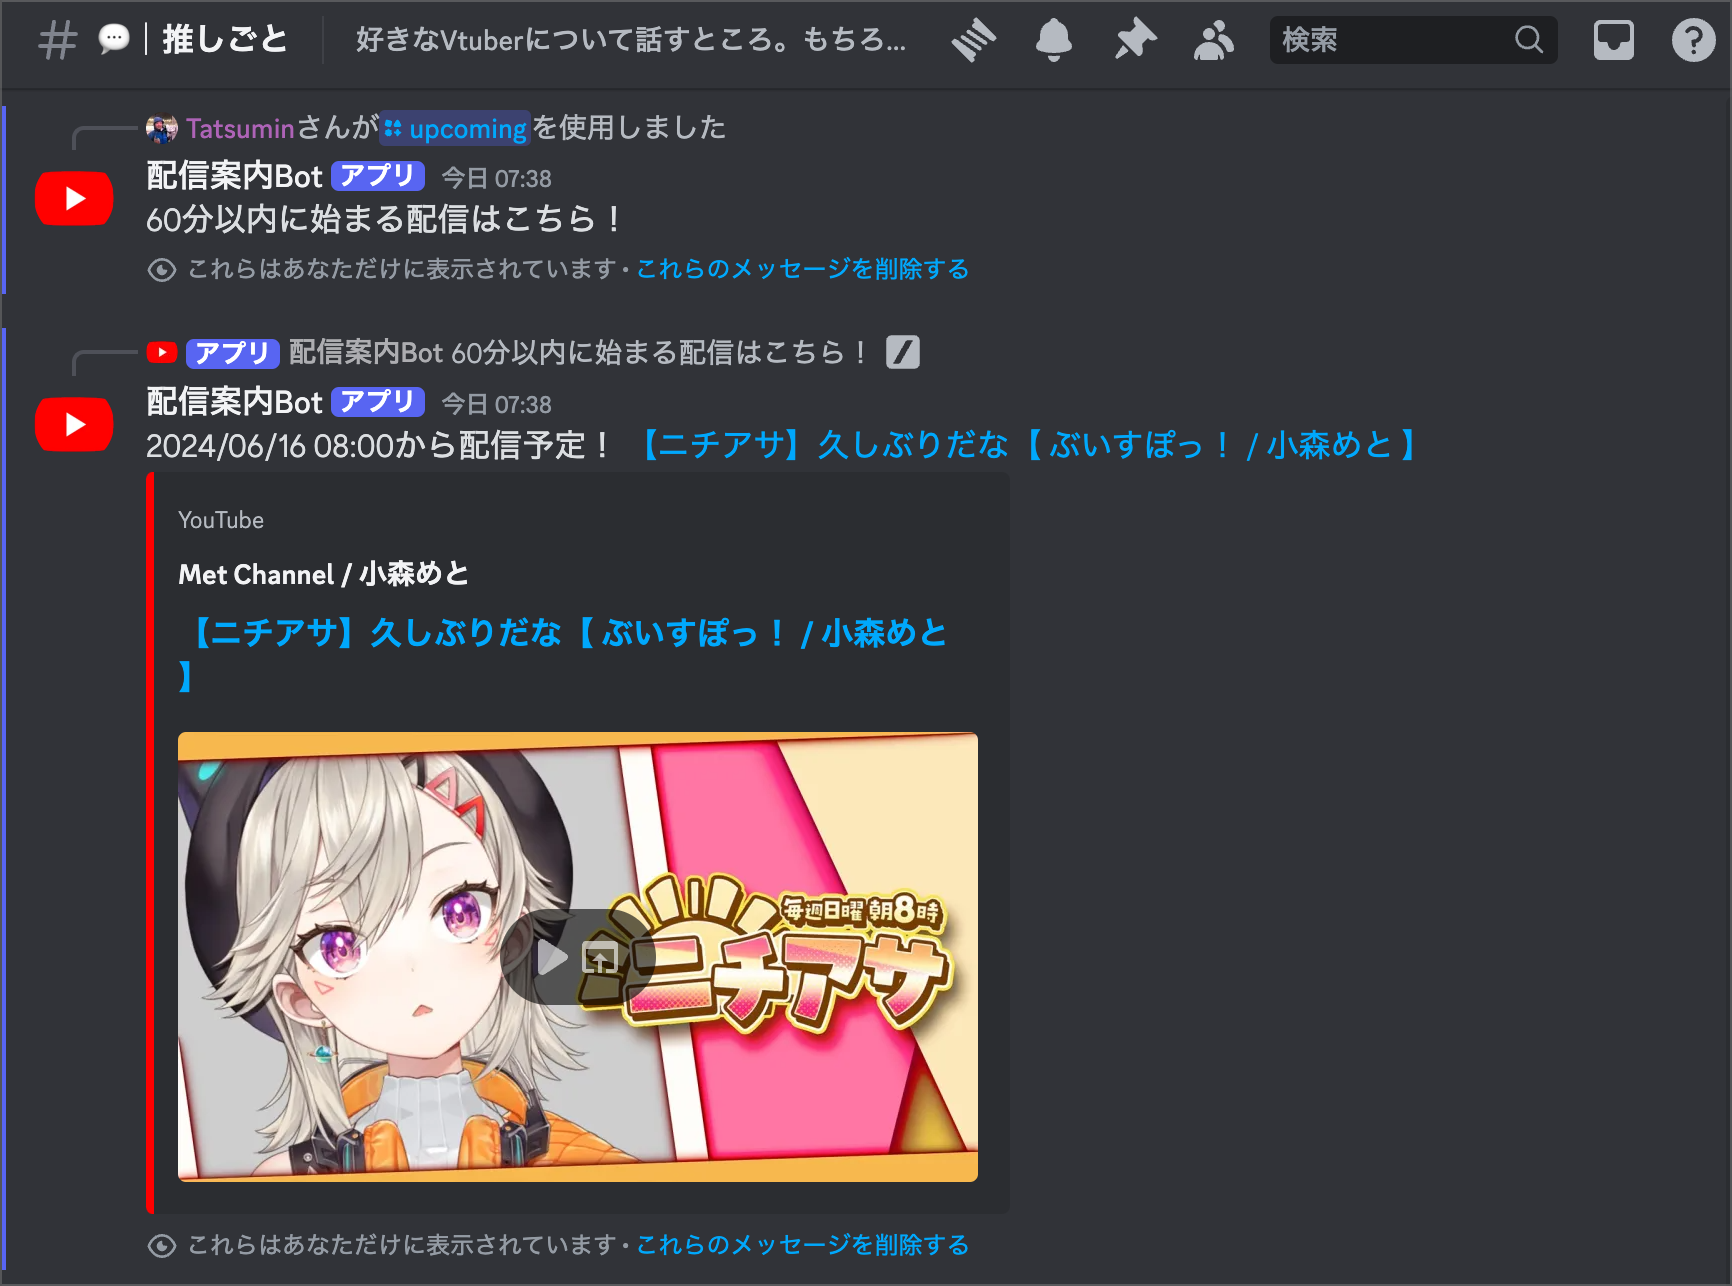 💬 | 推しごと
好きなVtuberについて話すところ。もちろ...
検索
Tatsuminさんが upcoming を使用しました
配信案内Bot アプリ 今日 07:38
60分以内に始まる配信はこちら！
これらはあなただけに表示されています・これらのメッセージを削除する
アプリ 配信案内Bot 60分以内に始まる配信はこちら！
配信案内Bot アプリ 今日 07:38
2024/06/16 08:00から配信予定！ 【ニチアサ】久しぶりだな【 ぶいすぽっ！ / 小森めと 】
YouTube
Met Channel / 小森めと
【ニチアサ】久しぶりだな【 ぶいすぽっ！ / 小森めと
】
毎週日曜 朝8時
ニチアサ
これらはあなただけに表示されています・これらのメッセージを削除する